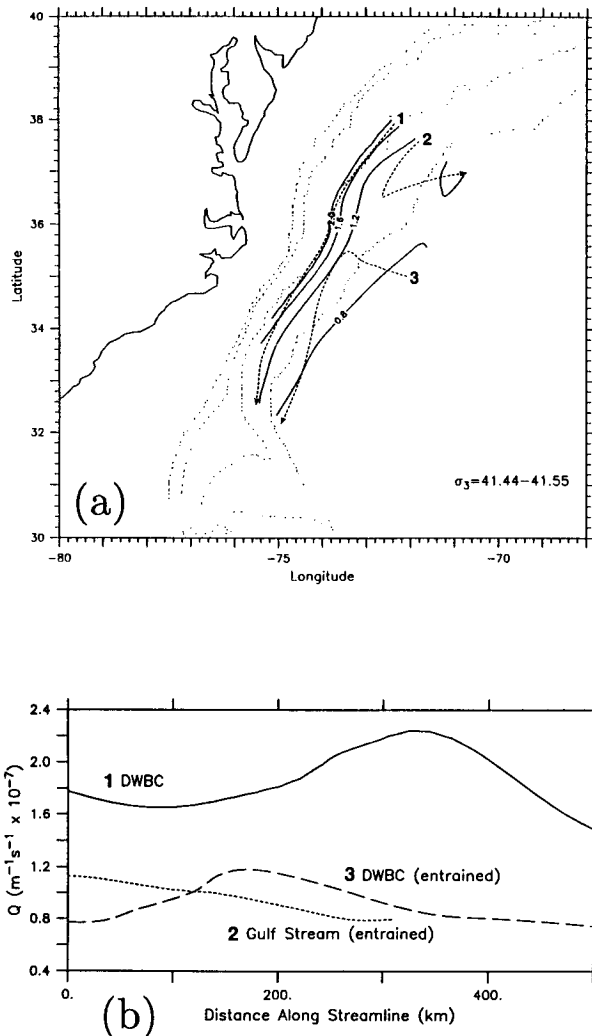 40
38
36
34
32
30
Latitude
1
2
3
2.0
1.6
1.2
0.8
σ₃=41.44−41.55
(a)
-80
-75
-70
Longitude
2.4
2.0
1.6
1.2
0.8
0.4
Q (m⁻¹s⁻¹ x 10⁻⁷)
1 DWBC
3 DWBC (entrained)
2 Gulf Stream (entrained)
0.
200.
400.
(b)
Distance Along Streamline (km)